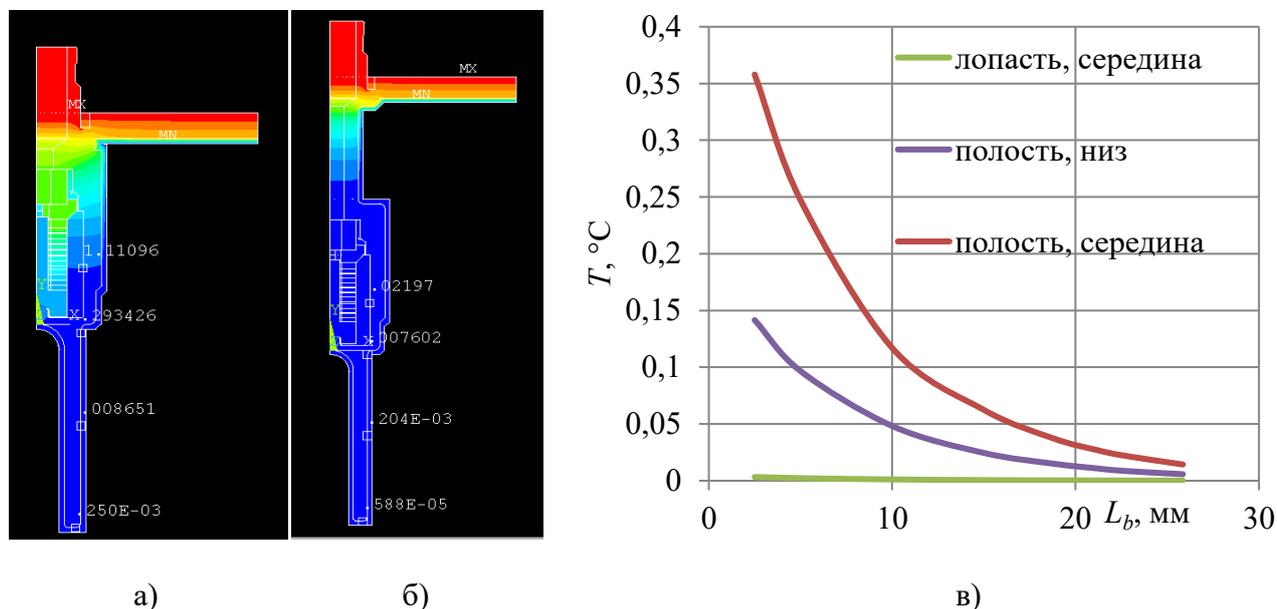 MX
MN
1.11096
Y
X
.293426
.008651
.250E-03
MX
MN
.02197
Y
X
.007602
.204E-03
.588E-05
0,4
0,35
0,3
0,25
0,2
0,15
0,1
0,05
0
T, °C
лопасть, середина
полость, низ
полость, середина
0 10 20 30
L_b, мм
а) б) в)